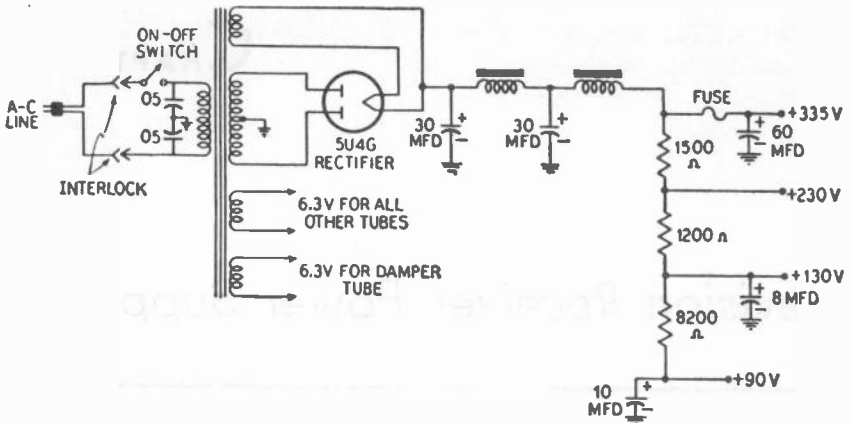 ON-OFF
SWITCH
A-C
LINE
05
05
INTERLOCK
5U4G
RECTIFIER
6.3V FOR ALL
OTHER TUBES
6.3V FOR DAMPER
TUBE
+
-
30
MFD
+
-
30
MFD
FUSE
+335V
+
-
60
MFD
1500
Ω
+230V
1200Ω
+130V
+
-
8 MFD
8200
Ω
+90V
10
MFD
+
-